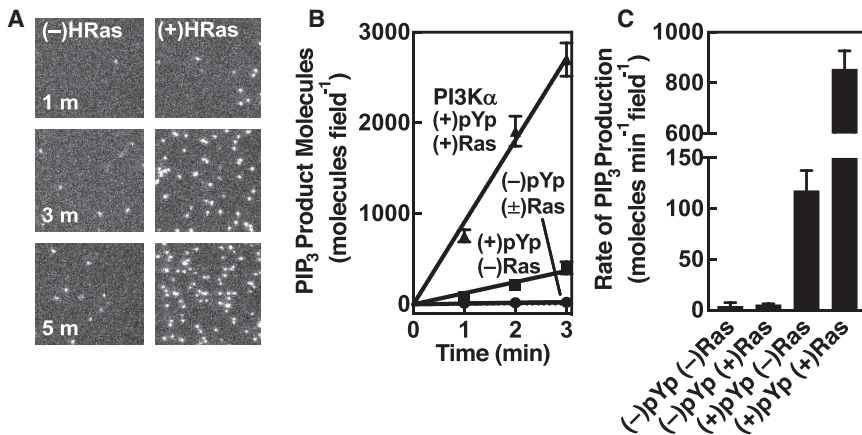 A
(−)HRas
(+)HRas
1 m
3 m
5 m
B
PIP3 Product Molecules
(molecules field-1)
3000
2000
1000
0
PI3Kα
(+)pYp
(+)Ras
(−)pYp
(±)Ras
(+)pYp
(−)Ras
0 1 2 3
Time (min)
C
Rate of PIP3 Production
(molecles min-1 field-1)
1000
800
600
150
100
50
0
(−)pYp (−)Ras
(−)pYp (+)Ras
(+)pYp (−)Ras
(+)pYp (+)Ras